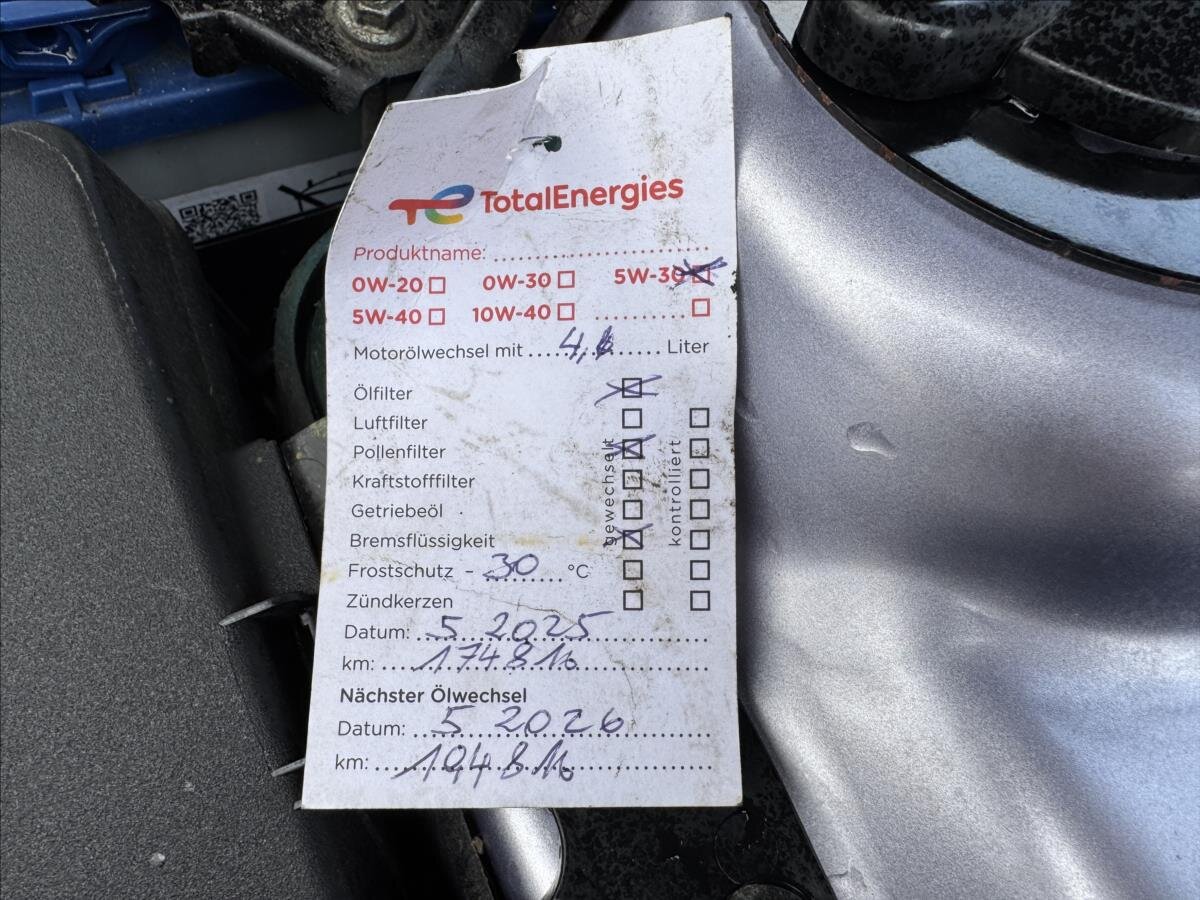 TotalEnergies
Produktname:
0W-20 0W-30 5W-30
5W-40 10W-40
Motorölwechsel mit 4,6 Liter
Ölfilter
Luftfilter
Pollenfilter
Kraftstofffilter
Getriebeöl
Bremsflüssigkeit
gewechselt
kontrolliert
Frostschutz - 30 °C
Zündkerzen
Datum: 5 2025
km: 174816
Nächster Ölwechsel
Datum: 5 2026
km: 194816